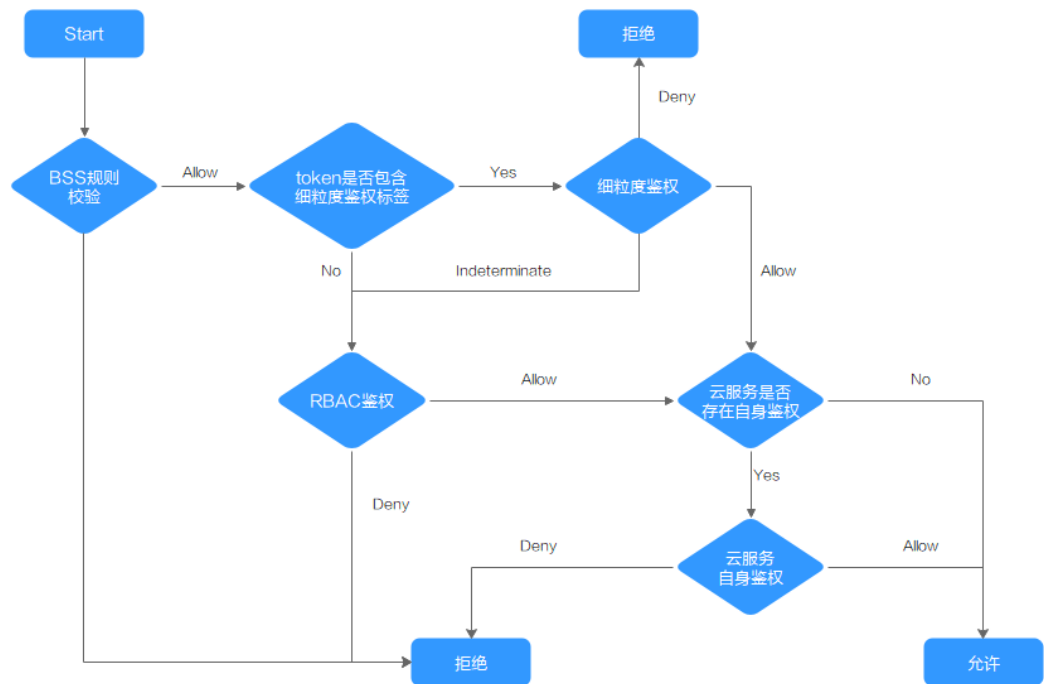 Start
拒绝
Deny
BSS规则
校验
Allow
token是否包含
细粒度鉴权标签
Yes
细粒度鉴权
No
Indeterminate
Allow
RBAC鉴权
Allow
云服务是否
存在自身鉴权
No
Yes
Deny
Deny
云服务
自身鉴权
Allow
拒绝
允许